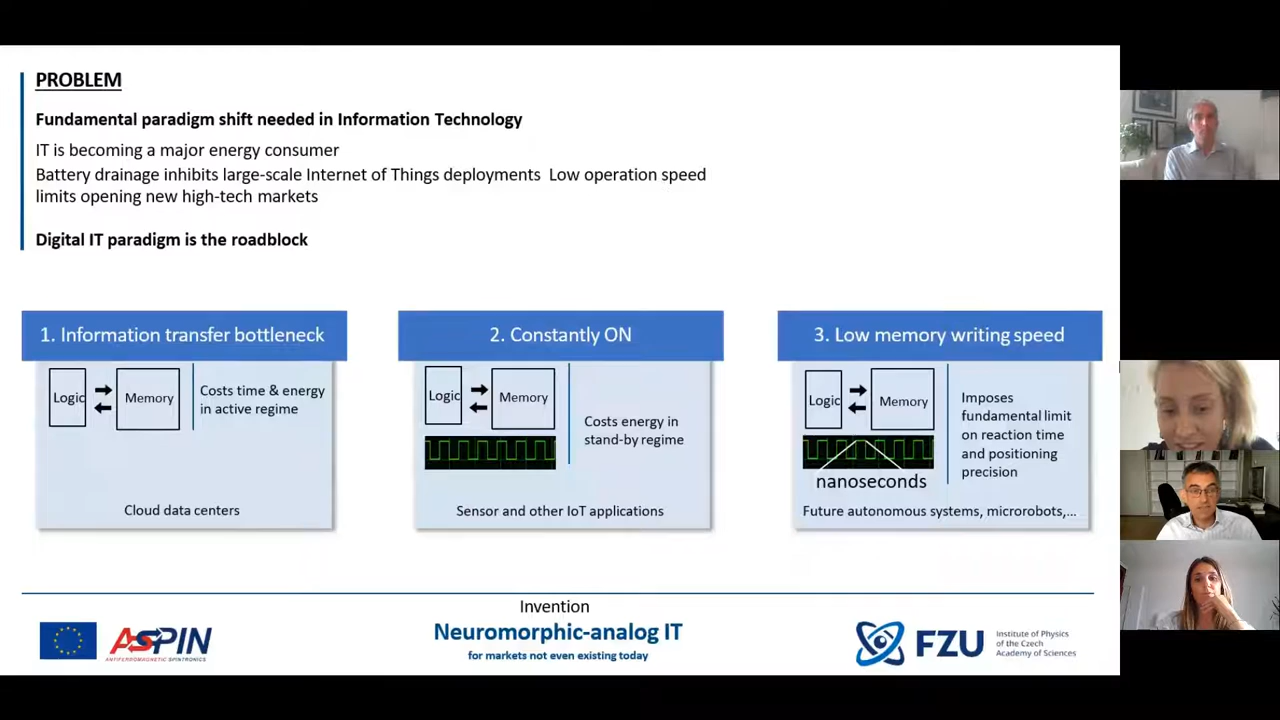 PROBLEM
Fundamental paradigm shift needed in Information Technology
IT is becoming a major energy consumer
Battery drainage inhibits large-scale Internet of Things deployments  Low operation speed
limits opening new high-tech markets
Digital IT paradigm is the roadblock
1. Information transfer bottleneck
Logic
Memory
Costs time & energy
in active regime
Cloud data centers
2. Constantly ON
Logic
Memory
Costs energy in
stand-by regime
Sensor and other IoT applications
3. Low memory writing speed
Logic
Memory
nanoseconds
Imposes
fundamental limit
on reaction time
and positioning
precision
Future autonomous systems, microrobots,...
Invention
Neuromorphic-analog IT
for markets not even existing today
ASPIN
ANTIFERROMAGNETIC SPINTRONICS
FZU
Institute of Physics
of the Czech
Academy of Sciences